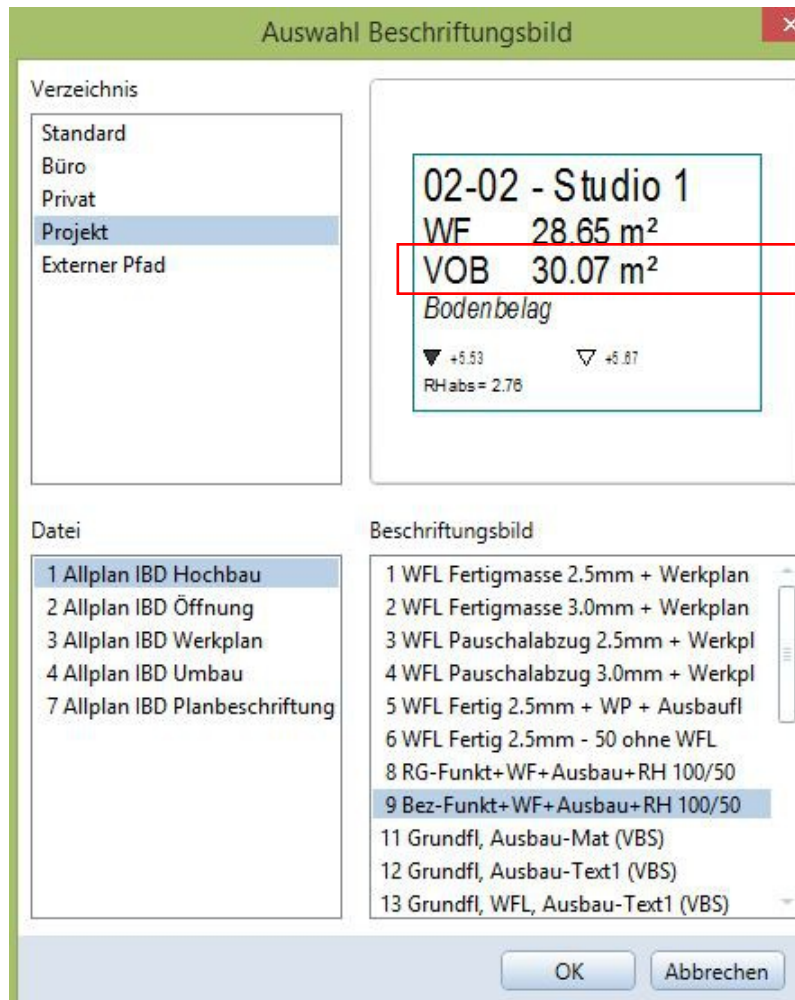 Auswahl Beschriftungsbild
Verzeichnis
Standard
Büro
Privat
Projekt
Externer Pfad
02-02 - Studio 1
WF 28.65 m²
VOB 30.07 m²
Bodenbelag
+5.53 +5.67
RH abs = 2.76
Datei
1 Allplan IBD Hochbau
2 Allplan IBD Öffnung
3 Allplan IBD Werkplan
4 Allplan IBD Umbau
7 Allplan IBD Planbeschriftung
Beschriftungsbild
1 WFL Fertigmasse 2.5mm + Werkplan
2 WFL Fertigmasse 3.0mm + Werkplan
3 WFL Pauschalabzug 2.5mm + Werkpl
4 WFL Pauschalabzug 3.0mm + Werkpl
5 WFL Fertig 2.5mm + WP + Ausbaufl
6 WFL Fertig 2.5mm - 50 ohne WFL
8 RG-Funkt+WF+Ausbau+RH 100/50
9 Bez-Funkt+WF+Ausbau+RH 100/50
11 Grundfl, Ausbau-Mat (VBS)
12 Grundfl, Ausbau-Text1 (VBS)
13 Grundfl, WFL, Ausbau-Text1 (VBS)
OK Abbrechen